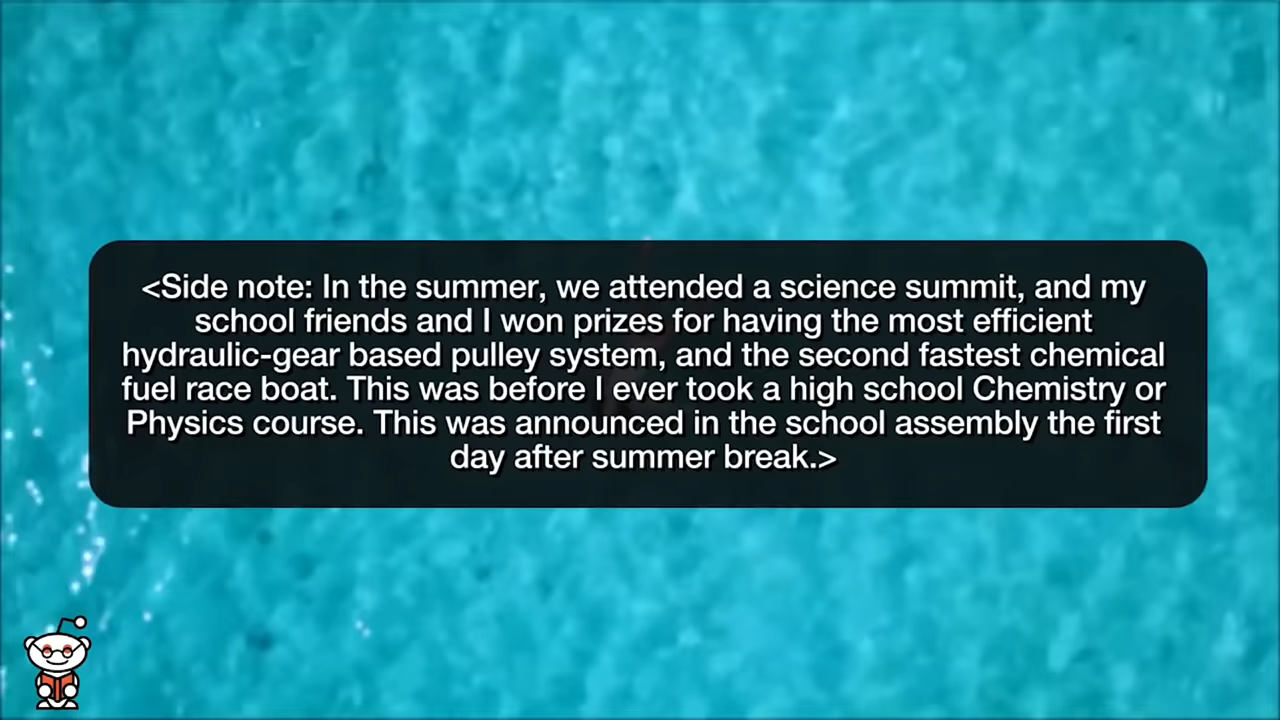 <Side note: In the summer, we attended a science summit, and my
school friends and I won prizes for having the most efficient
hydraulic-gear based pulley system, and the second fastest chemical
fuel race boat. This was before I ever took a high school Chemistry or
Physics course. This was announced in the school assembly the first
day after summer break.>